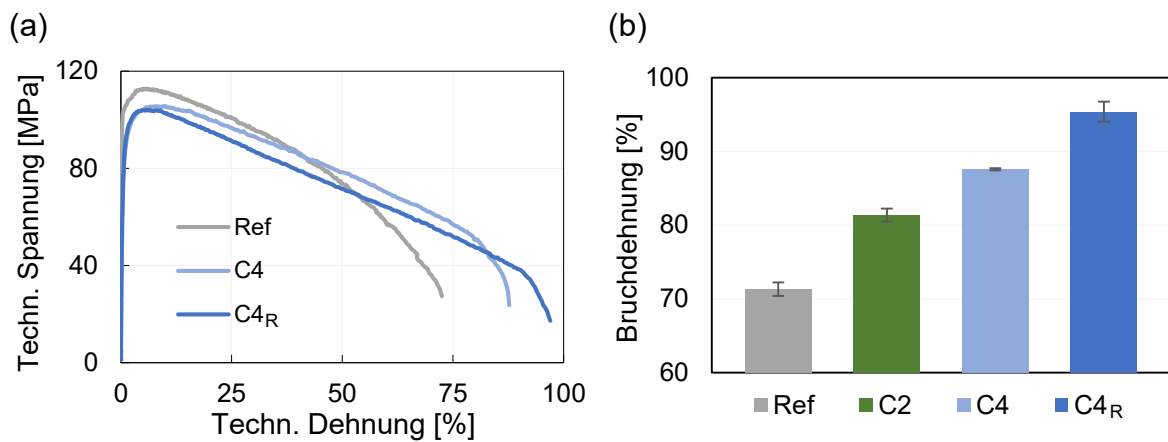 (a)
Techn. Spannung [MPa]
120
80
40
0
Ref
C4
C4R
0 25 50 75 100
Techn. Dehnung [%]
(b)
Bruchdehnung [%]
100
90
80
70
60
Ref C2 C4 C4R